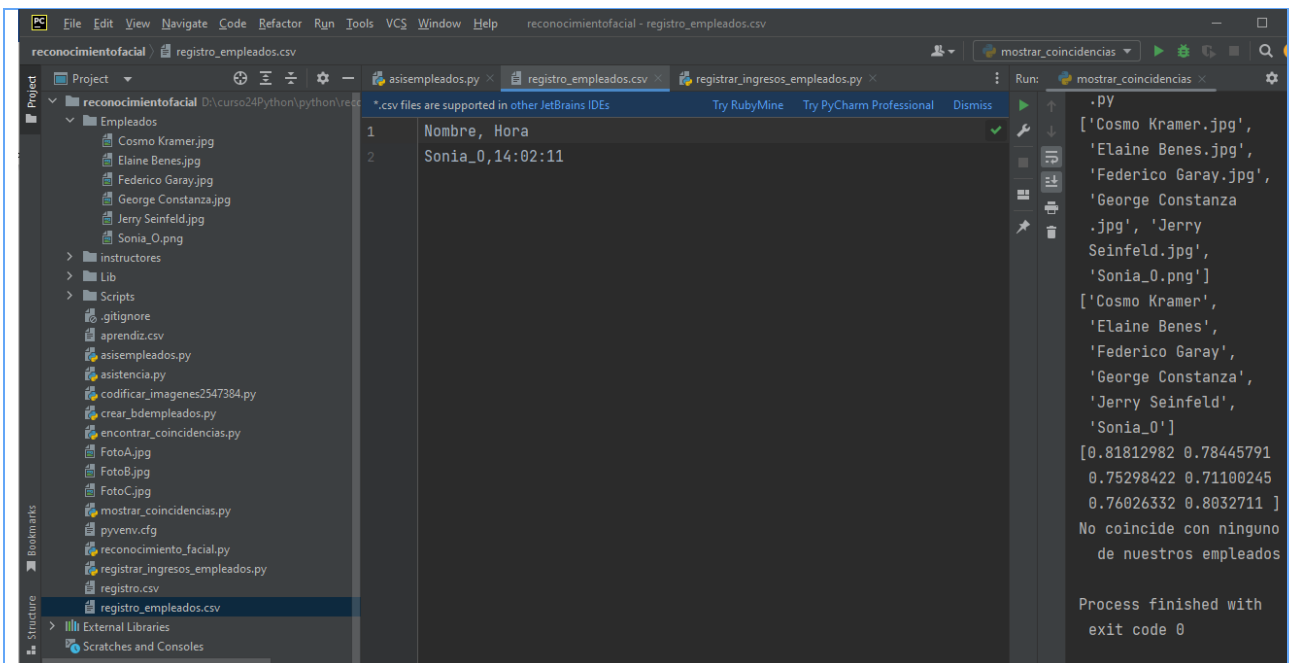 PC File Edit View Navigate Code Refactor Run Tools VCS Window Help reconocimientofacial - registro_empleados.csv
reconocimientofacial registro_empleados.csv mostrar_coincidencias
Project
Project
asisempleados.py registro_empleados.csv registrar_ingresos_empleados.py
Run: mostrar_coincidencias
reconocimientofacial D:\curso24Python\python\reco
Empleados
Cosmo Kramer.jpg
Elaine Benes.jpg
Federico Garay.jpg
George Constanza.jpg
Jerry Seinfeld.jpg
Sonia_O.png
instructores
Lib
Scripts
.gitignore
aprendiz.csv
asisempleados.py
asistencia.py
codificar_imagenes2547384.py
crear_bdempleados.py
encontrar_coincidencias.py
FotoA.jpg
FotoB.jpg
FotoC.jpg
mostrar_coincidencias.py
pyvenv.cfg
reconocimiento_facial.py
registrar_ingresos_empleados.py
registro.csv
registro_empleados.csv
External Libraries
Scratches and Consoles
Bookmarks
Structure
*.csv files are supported in other JetBrains IDEs Try RubyMine Try PyCharm Professional Dismiss
1 Nombre, Hora
2 Sonia_O,14:02:11
.py
['Cosmo Kramer.jpg',
'Elaine Benes.jpg',
'Federico Garay.jpg',
'George Constanza
.jpg', 'Jerry
Seinfeld.jpg',
'Sonia_O.png']
['Cosmo Kramer',
'Elaine Benes',
'Federico Garay',
'George Constanza',
'Jerry Seinfeld',
'Sonia_O']
[0.81812982 0.78445791
0.75298422 0.71100245
0.76026332 0.8032711 ]
No coincide con ninguno
de nuestros empleados
Process finished with
exit code 0